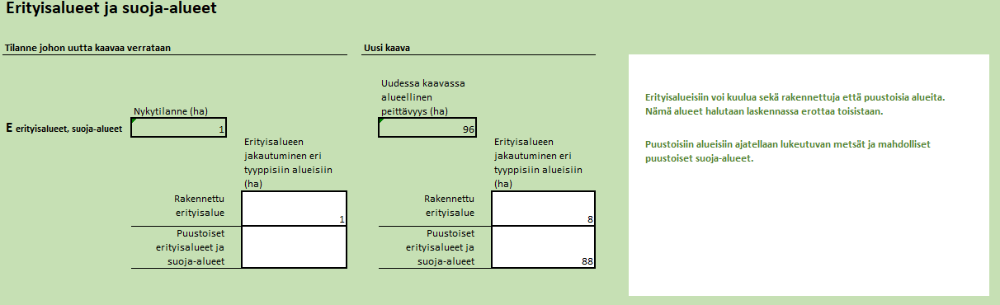 Erityisalueet ja suoja-alueet
Tilanne johon uutta kaavaa verrataan
Uusi kaava
Nykytilanne (ha)
Uudessa kaavassa
alueellinen
peittävyys (ha)
E erityisalueet, suoja-alueet
1
96
Erityisalueen
jakautuminen eri
tyyppisiin alueisiin
(ha)
Erityisalueen
jakautuminen eri
tyyppisiin alueisiin
(ha)
Rakennettu
erityisalue
1
Rakennettu
erityisalue
8
Puustoiset
erityisalueet ja
suoja-alueet
Puustoiset
erityisalueet ja
suoja-alueet
88
Erityisalueisiin voi kuulua sekä rakennettuja että puustoisia alueita.
Nämä alueet halutaan laskennassa erottaa toisistaan.
Puustoisiin alueisiin ajatellaan lukeutuvan metsät ja mahdolliset
puustoiset suoja-alueet.